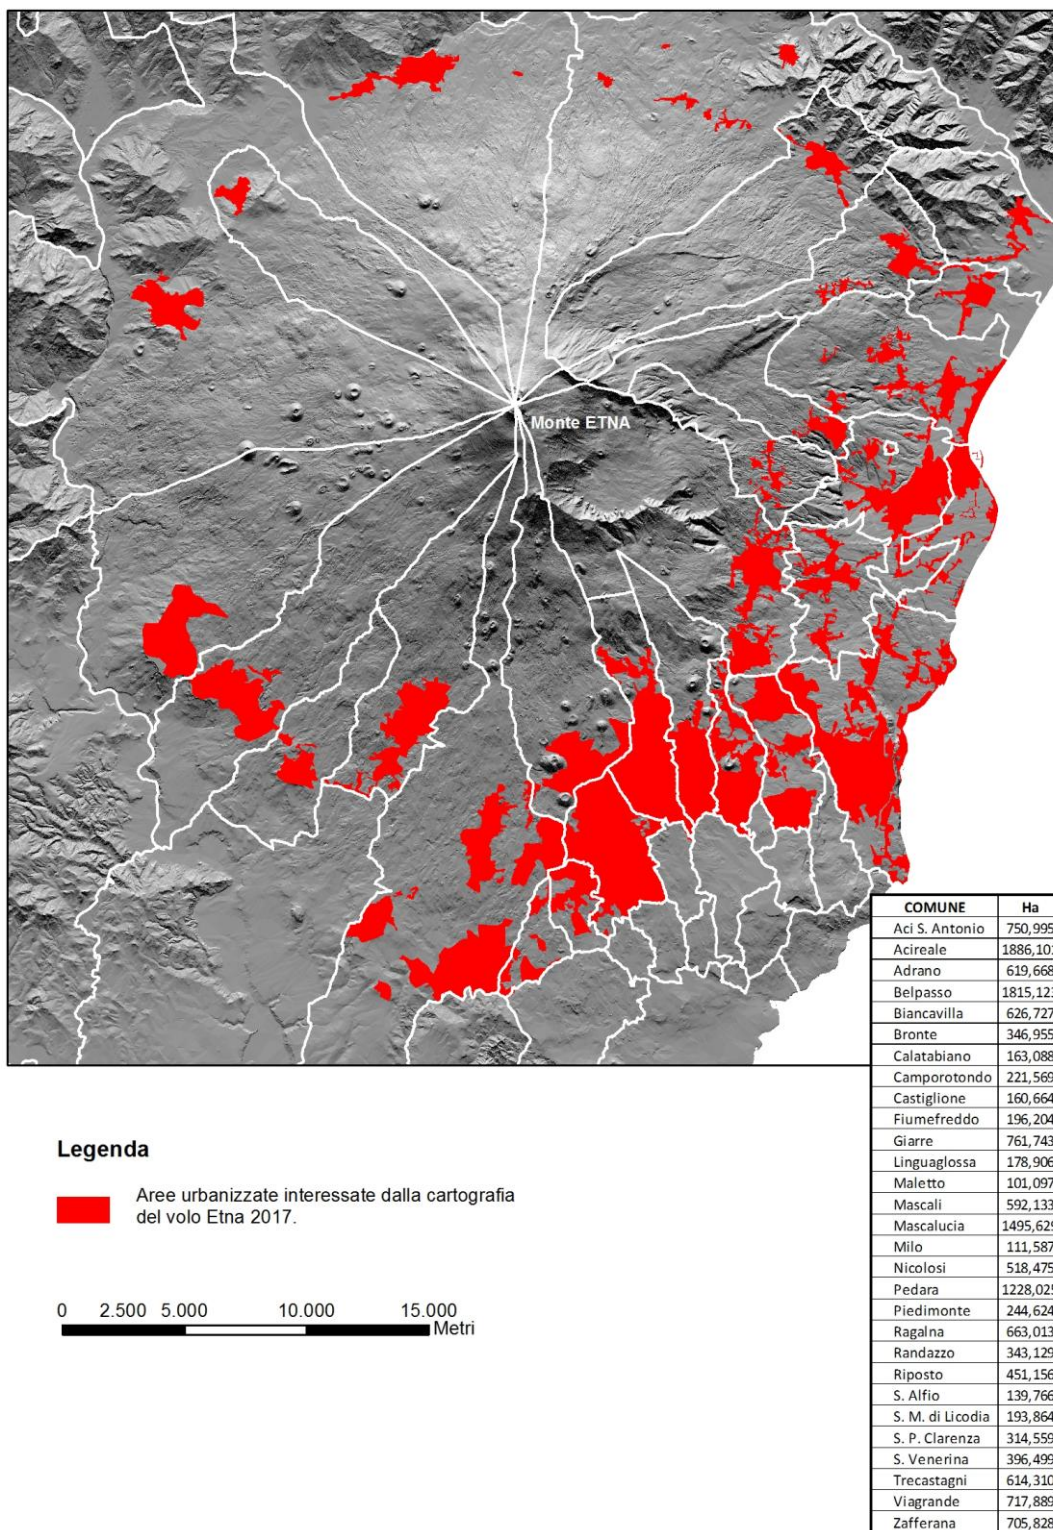 Monte ETNA
COMUNE Ha
Aci S. Antonio 750,995
Acireale 1886,101
Adrano 619,668
Belpasso 1815,123
Biancavilla 626,727
Bronte 346,955
Calatabiano 163,088
Camporotondo 221,569
Castiglione 160,664
Fiumefreddo 196,204
Giarre 761,743
Linguaglossa 178,906
Maletto 101,097
Mascali 592,133
Mascalucia 1495,629
Milo 111,587
Nicolosi 518,475
Pedara 1228,025
Piedimonte 244,624
Ragalna 663,013
Randazzo 343,129
Riposto 451,156
S. Alfio 139,766
S. M. di Licodia 193,864
S. P. Clarenza 314,559
S. Venerina 396,499
Trecastagni 614,310
Viagrande 717,889
Zafferana 705,828
Legenda
Aree urbanizzate interessate dalla cartografia
del volo Etna 2017.
0 2.500 5.000 10.000 15.000
Metri